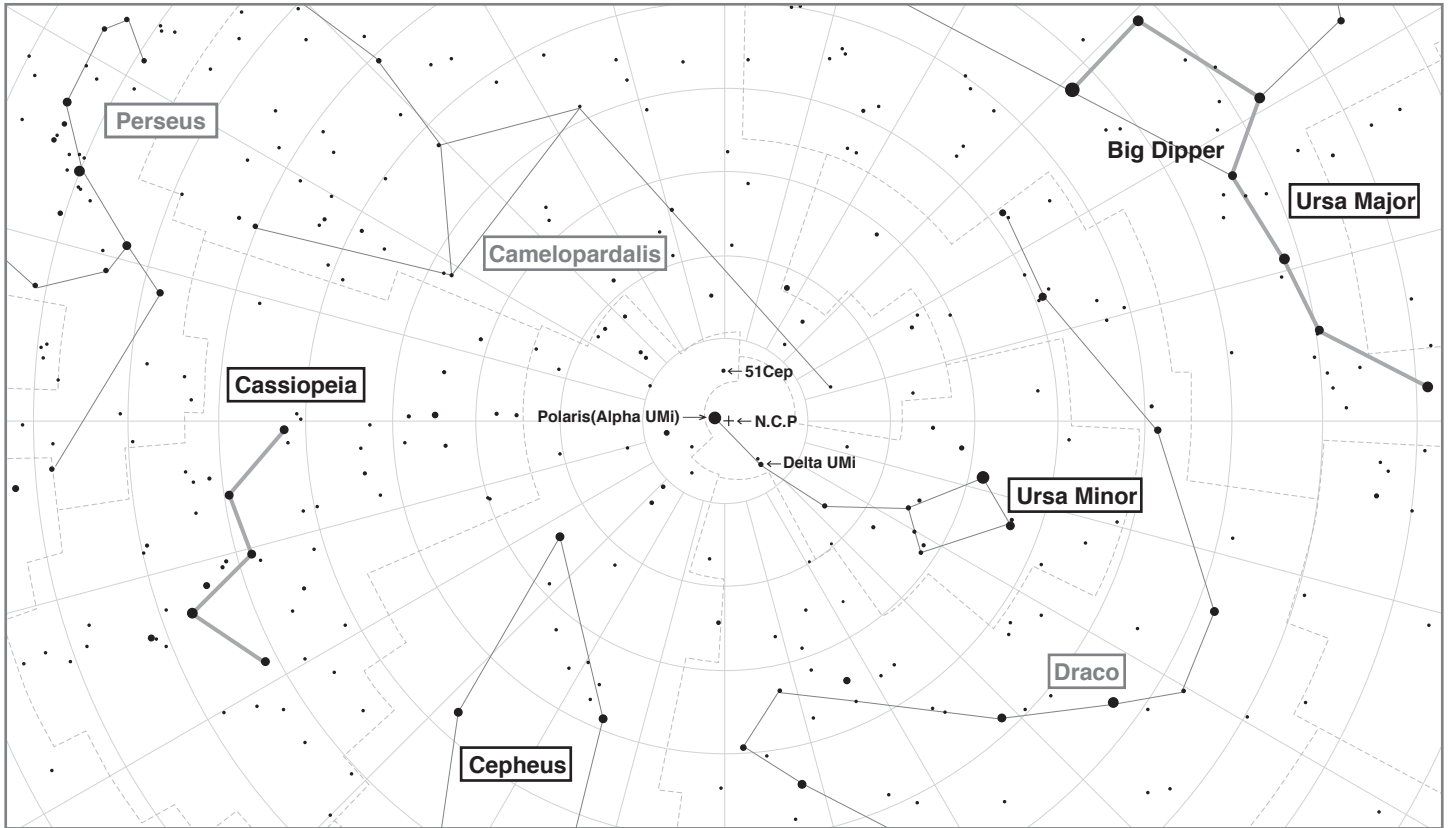 Perseus
Big Dipper
Ursa Major
Camelopardalis
51Cep
Cassiopeia
Polaris(Alpha UMi)
N.C.P
Delta UMi
Ursa Minor
Draco
Cepheus